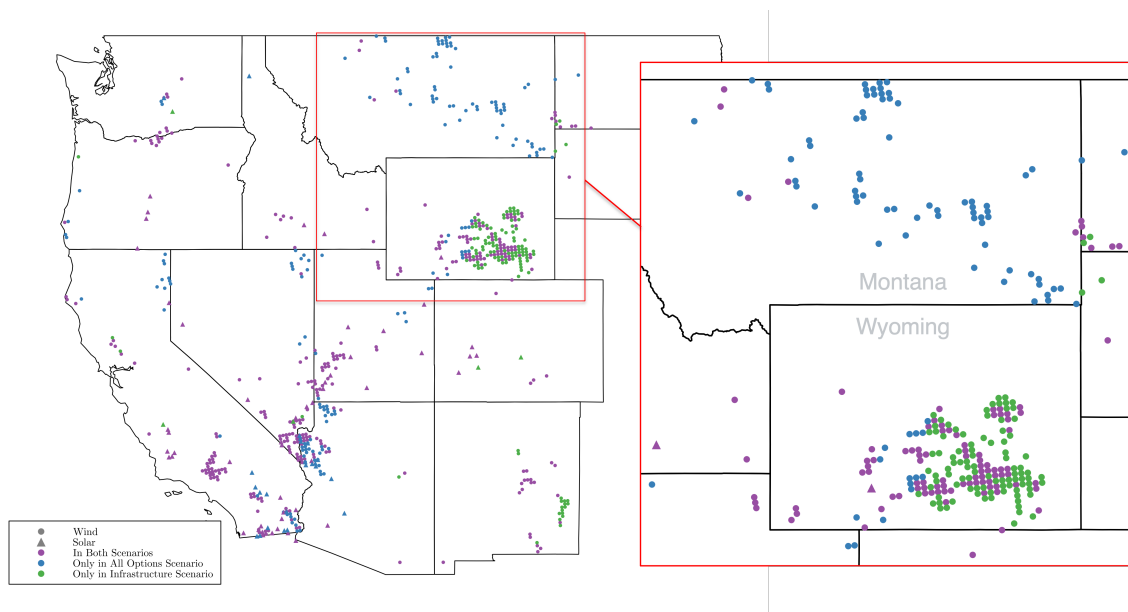 Montana
Wyoming
Wind
Solar
In Both Scenarios
Only in All Options Scenario
Only in Infrastructure Scenario